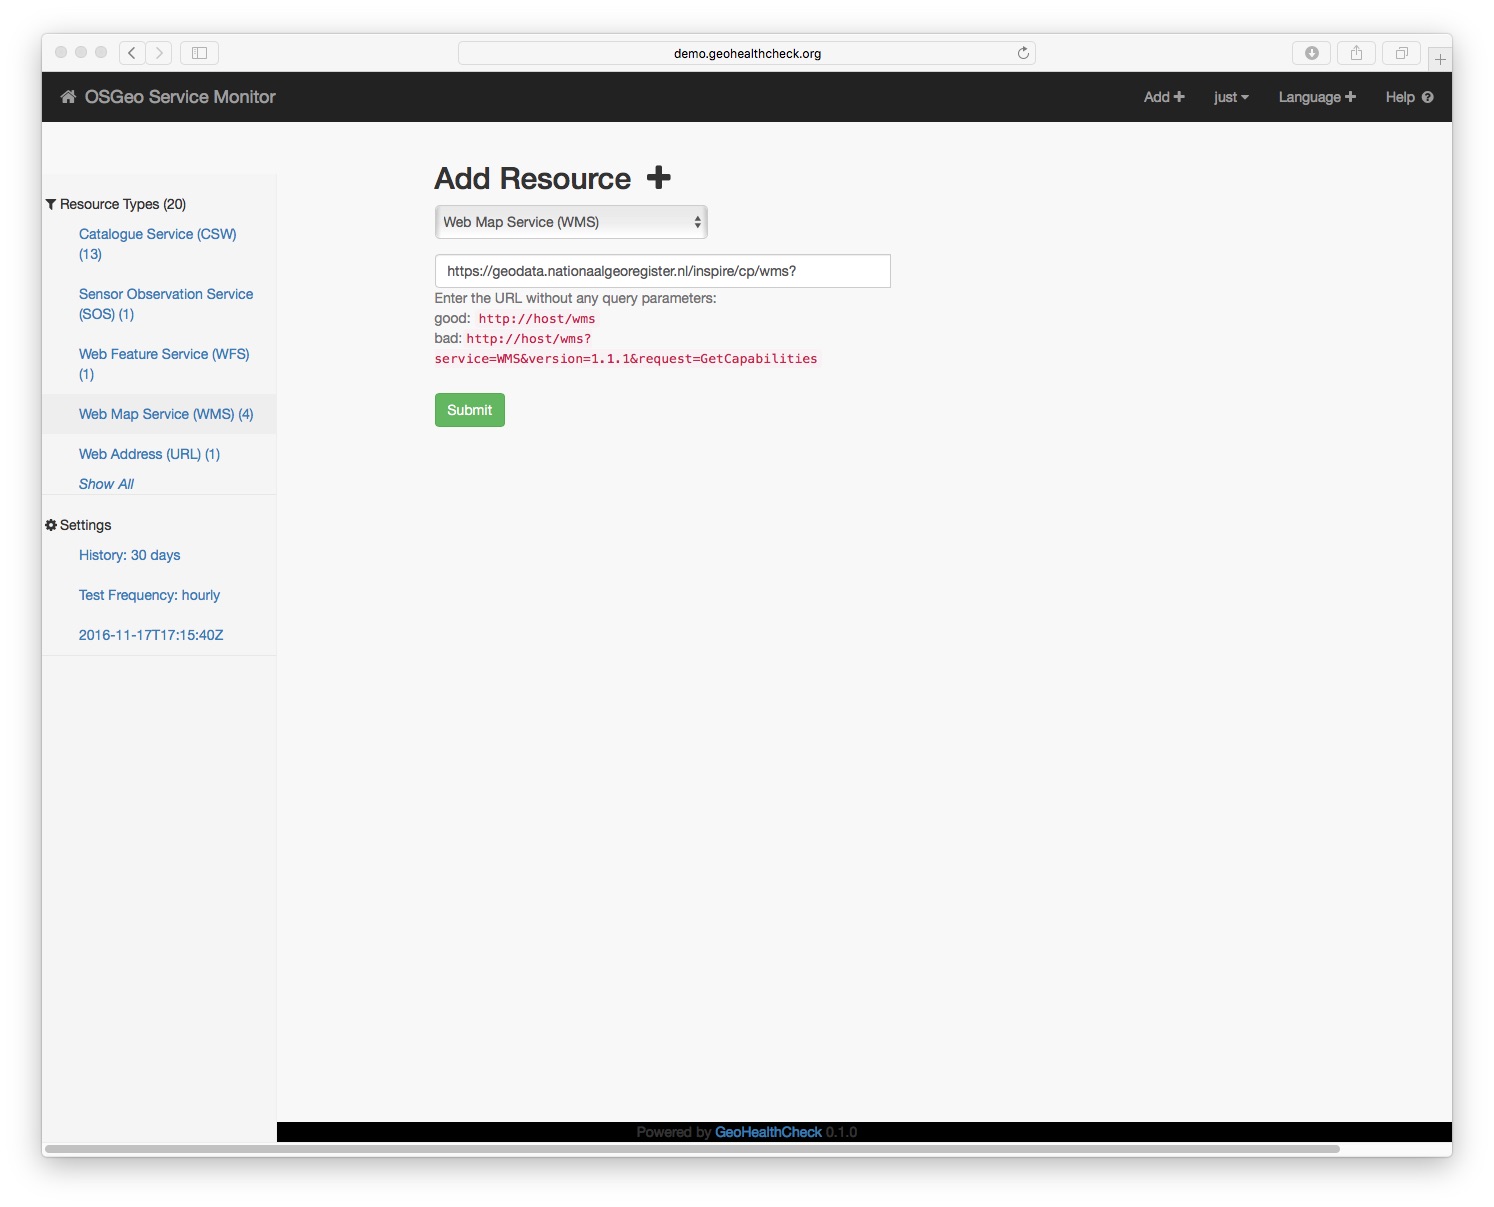 demo.geohealthcheck.org
OSGeo Service Monitor
Add
just
Language
Help
Resource Types (20)
Catalogue Service (CSW)
(13)
Sensor Observation Service
(SOS) (1)
Web Feature Service (WFS)
(1)
Web Map Service (WMS) (4)
Web Address (URL) (1)
Show All
Settings
History: 30 days
Test Frequency: hourly
2016-11-17T17:15:40Z
Add Resource
Web Map Service (WMS)
https://geodata.nationaalgeoregister.nl/inspire/cp/wms?
Enter the URL without any query parameters:
good: http://host/wms
bad: http://host/wms?
service=WMS&version=1.1.1&request=GetCapabilities
Submit
Powered by GeoHealthCheck 0.1.0